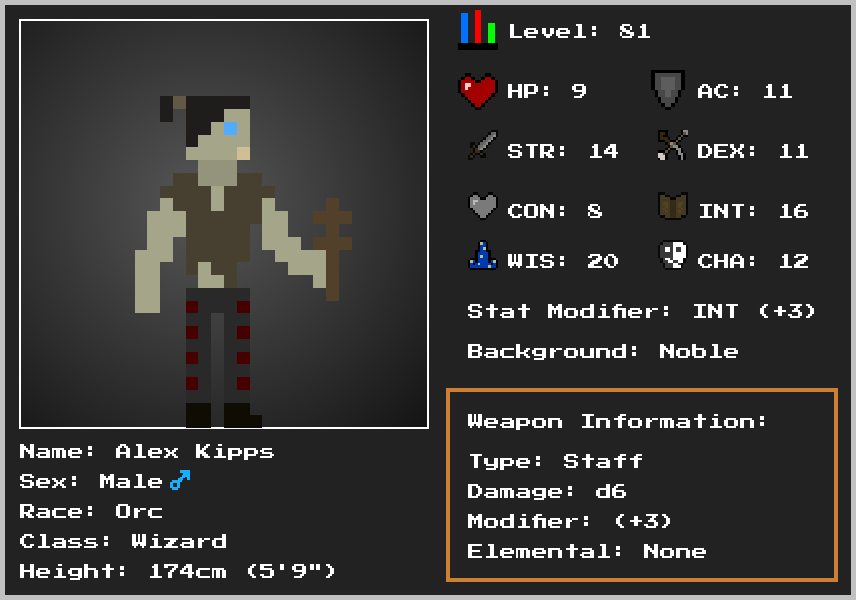 Level: 81
HP: 9
AC: 11
STR: 14
DEX: 11
CON: 8
INT: 16
WIS: 20
CHA: 12
Stat Modifier: INT (+3)
Background: Noble
Weapon Information:
Type: Staff
Damage: d6
Modifier: (+3)
Elemental: None
Name: Alex Kipps
Sex: Male ♂
Race: Orc
Class: Wizard
Height: 174cm (5'9")